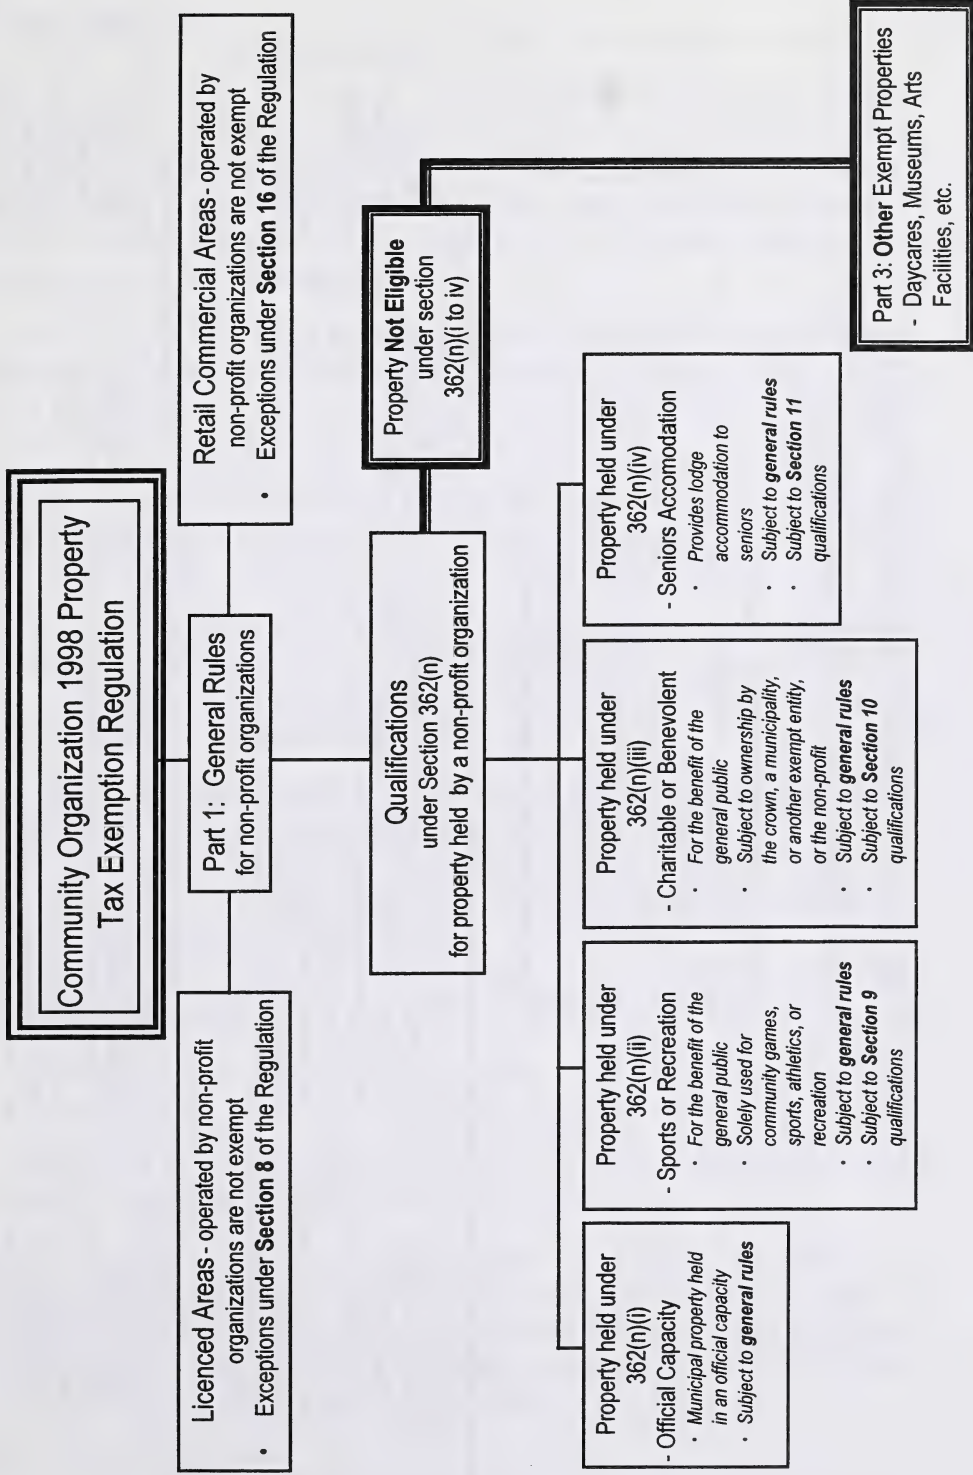 Community Organization 1998 Property
Tax Exemption Regulation
Licenced Areas - operated by non-profit
organizations are not exempt
• Exceptions under Section 8 of the Regulation
Part 1: General Rules
for non-profit organizations
Retail Commercial Areas - operated by
non-profit organizations are not exempt
• Exceptions under Section 16 of the Regulation
Qualifications
under Section 362(n)
for property held by a non-profit organization
Property Not Eligible
under section
362(n)(i to iv)
Property held under
362(n)(i)
- Official Capacity
• Municipal property held
in an official capacity
• Subject to general rules
Property held under
362(n)(ii)
- Sports or Recreation
• For the benefit of the
general public
• Solely used for
community games,
sports, athletics, or
recreation
• Subject to general rules
• Subject to Section 9
qualifications
Property held under
362(n)(iii)
- Charitable or Benevolent
• For the benefit of the
general public
• Subject to ownership by
the crown, a municipality,
or another exempt entity,
or the non-profit
• Subject to general rules
• Subject to Section 10
qualifications
Property held under
362(n)(iv)
- Seniors Accomodation
• Provides lodge
accommodation to
seniors
• Subject to general rules
• Subject to Section 11
qualifications
Part 3: Other Exempt Properties
- Daycares, Museums, Arts
Facilities, etc.